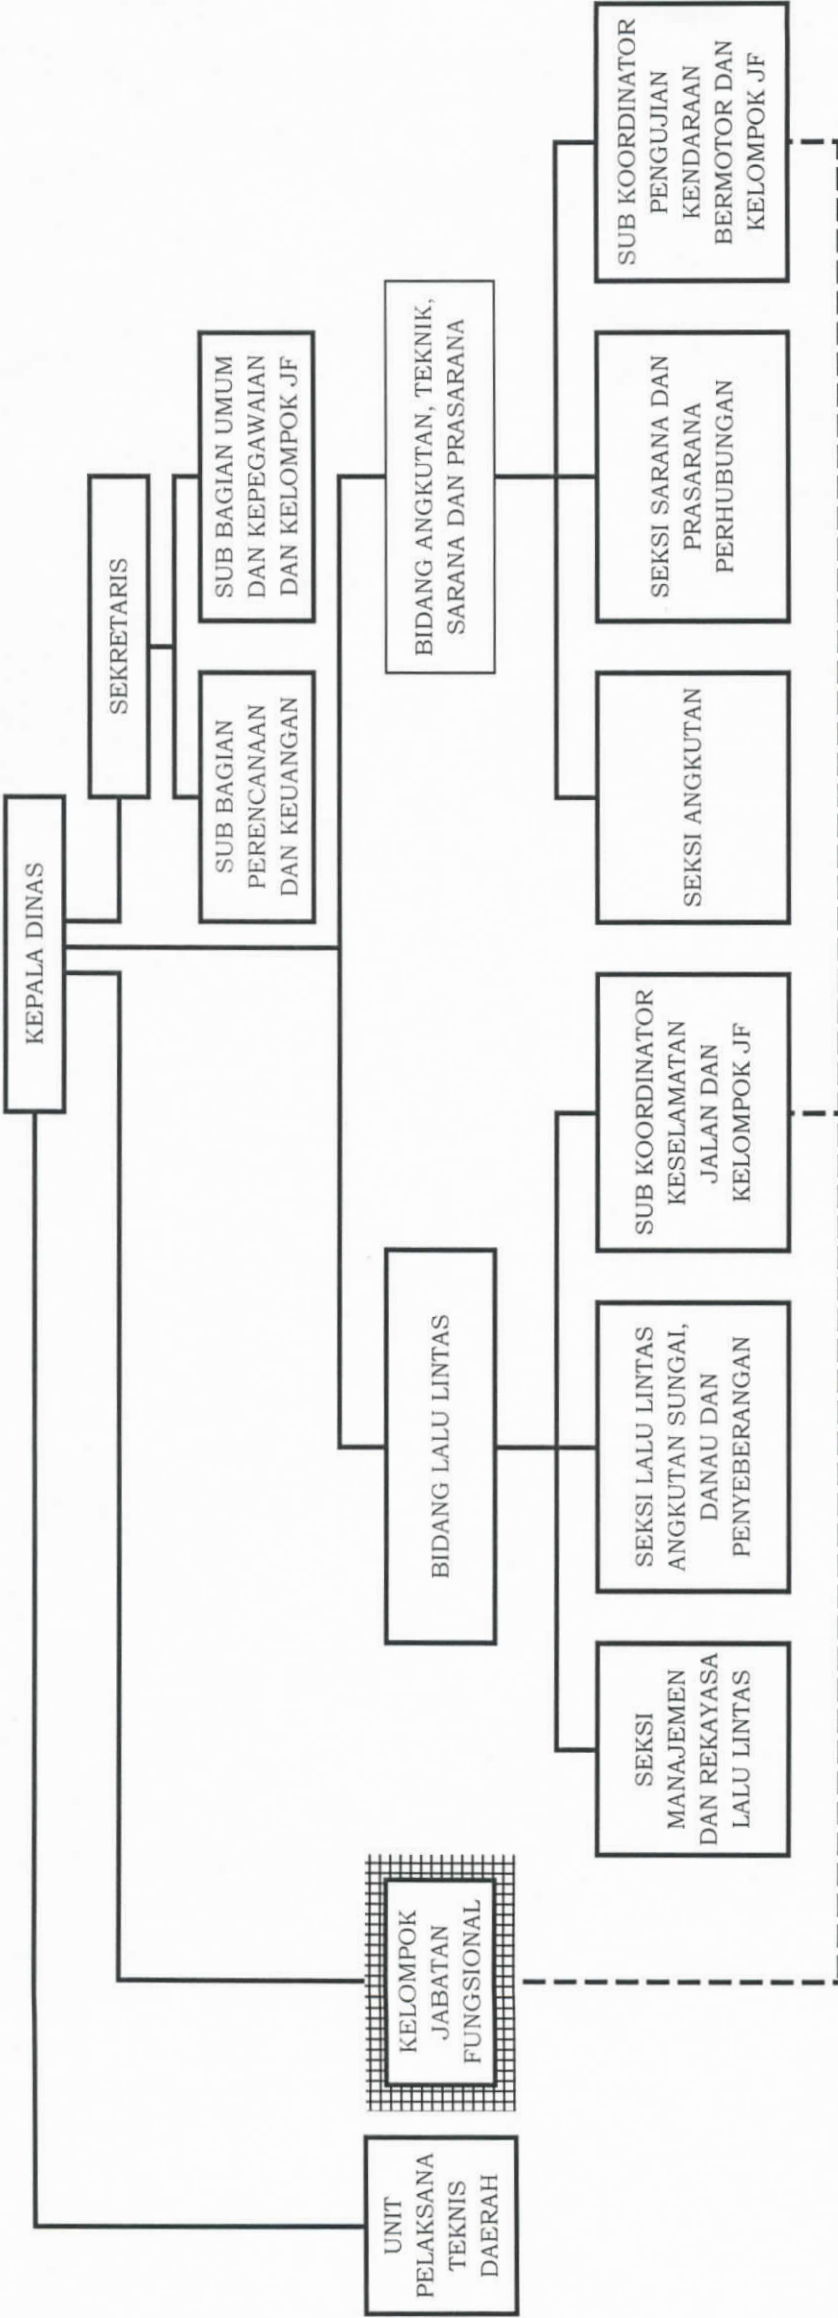 KEPALA DINAS
SEKRETARIS
SUB BAGIAN
PERENCANAAN
DAN KEUANGAN
SUB BAGIAN UMUM
DAN KEPEGAWAIAN
DAN KELOMPOK JF
UNIT
PELAKSANA
TEKNIS
DAERAH
KELOMPOK
JABATAN
FUNGSIONAL
BIDANG LALU LINTAS
BIDANG ANGKUTAN, TEKNIK,
SARANA DAN PRASARANA
SEKSI
MANAJEMEN
DAN REKAYASA
LALU LINTAS
SEKSI LALU LINTAS
ANGKUTAN SUNGAI,
DANAU DAN
PENYEBERANGAN
SUB KOORDINATOR
KESELAMATAN
JALAN DAN
KELOMPOK JF
SEKSI ANGKUTAN
SEKSI SARANA DAN
PRASARANA
PERHUBUNGAN
SUB KOORDINATOR
PENGUJIAN
KENDARAAN
BERMOTOR DAN
KELOMPOK JF